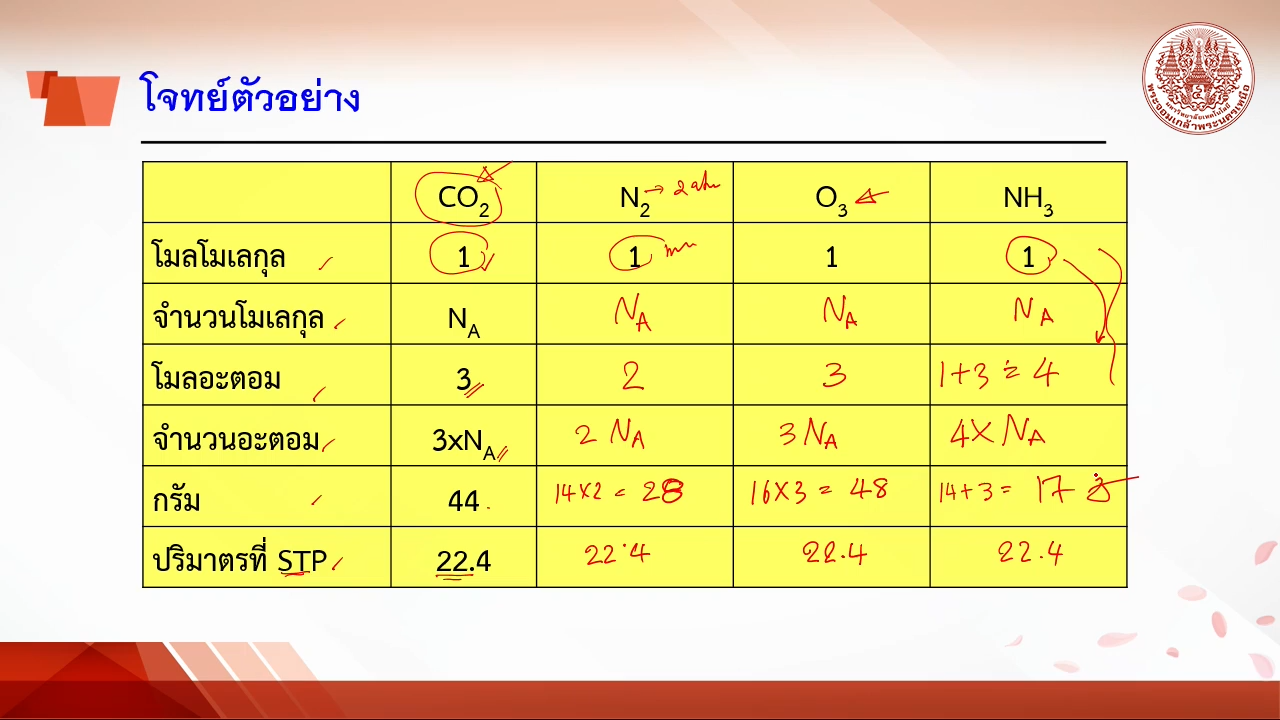 โจทย์ตัวอย่าง
CO2 N2 → 2 O3 NH3
โมลโมเลกุล 1 1 1 1
จำนวนโมเลกุล NA NA NA NA
โมลอะตอม 3 2 3 1+3 = 4
จำนวนอะตอม 3xNA 2 NA 3 NA 4X NA
กรัม 44 14X2 = 28 16X3 = 48 14+3 = 17
ปริมาตรที่ STP 22.4 22.4 22.4 22.4